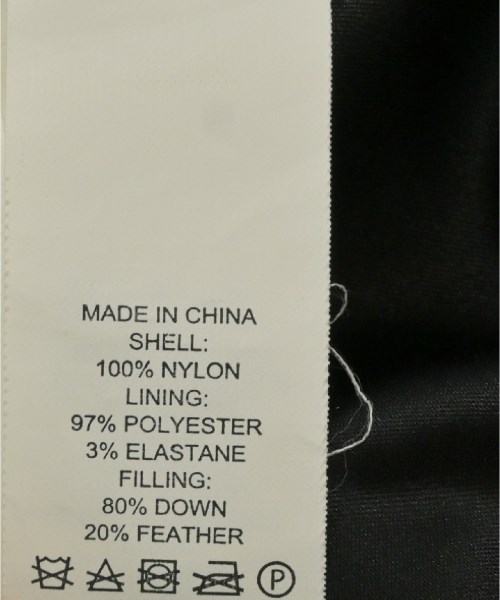 MADE IN CHINA
SHELL:
100% NYLON
LINING:
97% POLYESTER
3% ELASTANE
FILLING:
80% DOWN
20% FEATHER
P